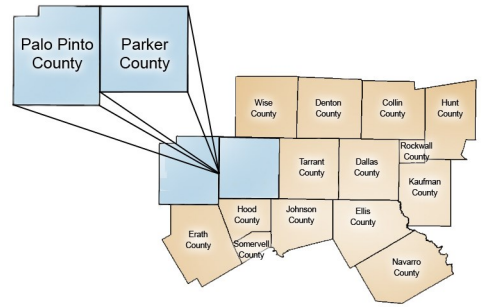 Palo Pinto
County
Parker
County
Wise
County
Denton
County
Collin
County
Hunt
County
Rockwall
County
Tarrant
County
Dallas
County
Kaufman
County
Hood
County
Johnson
County
Ellis
County
Erath
County
Somervell
County
Navarro
County